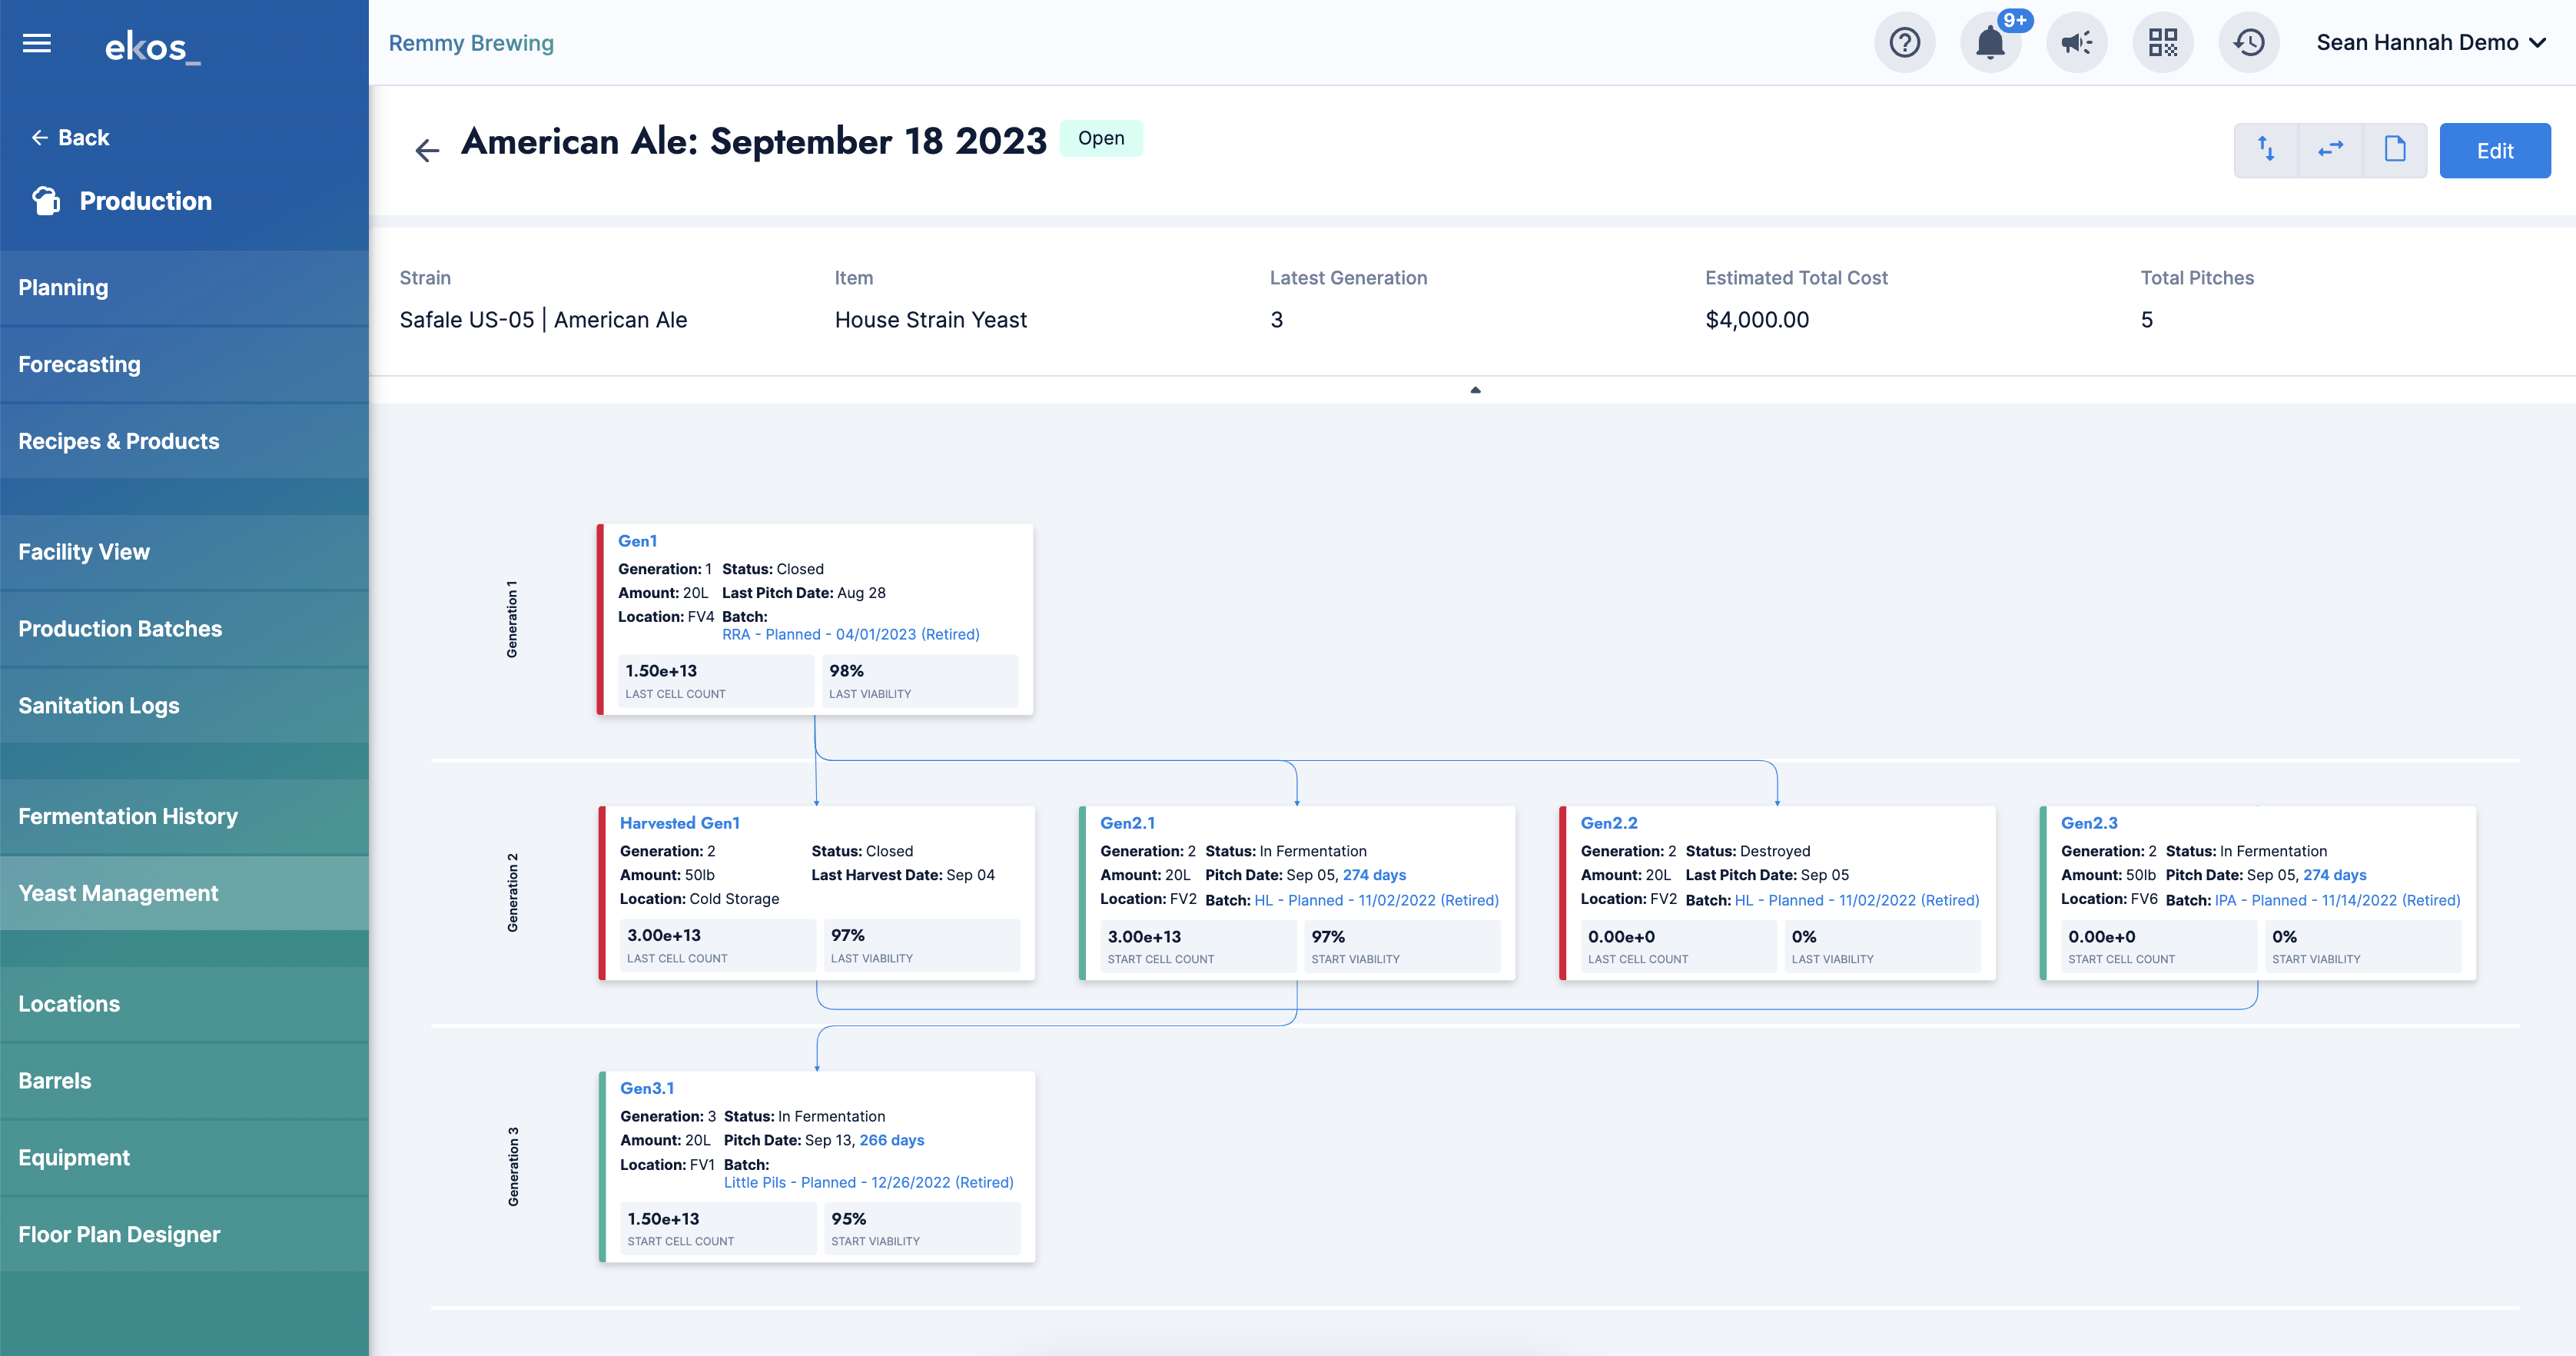 ekos_
Remmy Brewing
9+
Sean Hannah Demo
Back
Production
Planning
Forecasting
Recipes & Products
Facility View
Production Batches
Sanitation Logs
Fermentation History
Yeast Management
Locations
Barrels
Equipment
Floor Plan Designer
American Ale: September 18 2023
Open
Edit
Strain
Safale US-05 | American Ale
Item
House Strain Yeast
Latest Generation
3
Estimated Total Cost
$4,000.00
Total Pitches
5
Generation 1
Gen1
Generation: 1 Status: Closed
Amount: 20L Last Pitch Date: Aug 28
Location: FV4 Batch:
RRA - Planned - 04/01/2023 (Retired)
1.50e+13
LAST CELL COUNT
98%
LAST VIABILITY
Generation 2
Harvested Gen1
Generation: 2 Status: Closed
Amount: 50lb Last Harvest Date: Sep 04
Location: Cold Storage
3.00e+13
LAST CELL COUNT
97%
LAST VIABILITY
Gen2.1
Generation: 2 Status: In Fermentation
Amount: 20L Pitch Date: Sep 05, 274 days
Location: FV2 Batch: HL - Planned - 11/02/2022 (Retired)
3.00e+13
START CELL COUNT
97%
START VIABILITY
Gen2.2
Generation: 2 Status: Destroyed
Amount: 20L Last Pitch Date: Sep 05
Location: FV2 Batch: HL - Planned - 11/02/2022 (Retired)
0.00e+0
LAST CELL COUNT
0%
LAST VIABILITY
Gen2.3
Generation: 2 Status: In Fermentation
Amount: 50lb Pitch Date: Sep 05, 274 days
Location: FV6 Batch: IPA - Planned - 11/14/2022 (Retired)
0.00e+0
START CELL COUNT
0%
START VIABILITY
Generation 3
Gen3.1
Generation: 3 Status: In Fermentation
Amount: 20L Pitch Date: Sep 13, 266 days
Location: FV1 Batch:
Little Pils - Planned - 12/26/2022 (Retired)
1.50e+13
START CELL COUNT
95%
START VIABILITY